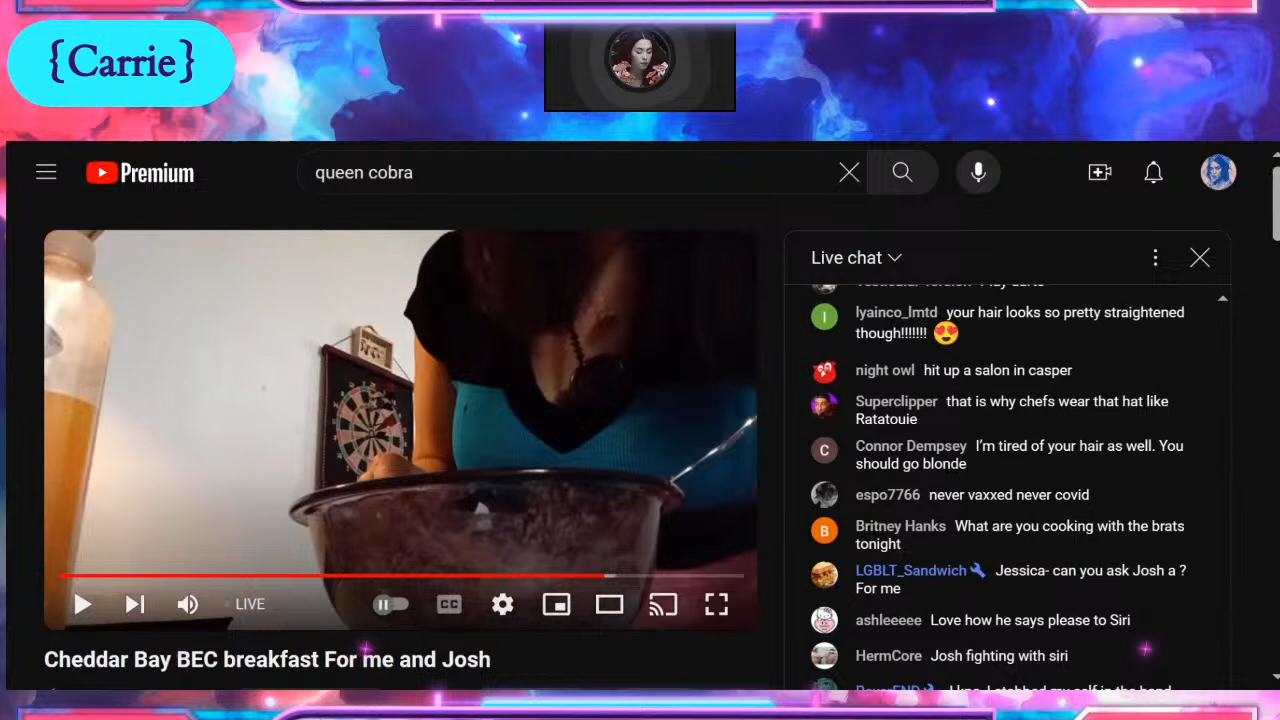 {Carrie}
Premium
queen cobra
Live chat
lyainco_lmtd your hair looks so pretty straightened
though!!!!!!!
night owl hit up a salon in casper
Superclipper that is why chefs wear that hat like
Ratatouie
Connor Dempsey I'm tired of your hair as well. You
should go blonde
espo7766 never vaxxed never covid
Britney Hanks What are you cooking with the brats
tonight
LGBLT_Sandwich Jessica- can you ask Josh a ?
For me
ashleeeee Love how he says please to Siri
HermCore Josh fighting with siri
LIVE
CC
Cheddar Bay BEC breakfast For me and Josh